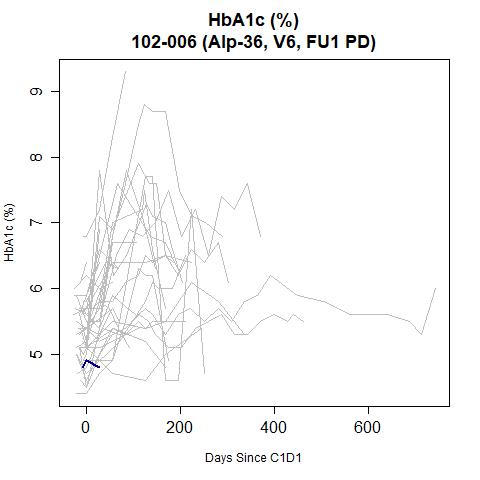 HbA1c (%)
102-006 (Alp-36, V6, FU1 PD)
9
8
7
6
5
HbA1c (%)
0 200 400 600
Days Since C1D1